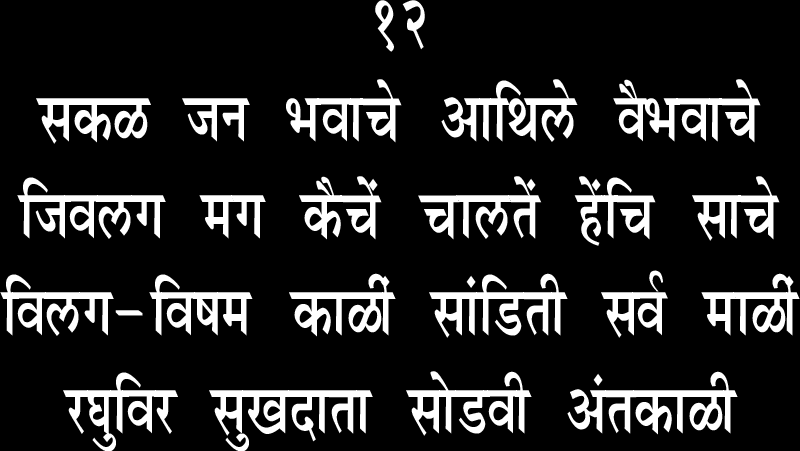 १२
सकळ जन भवाचे आथिले वैभवाचे
जिवलग मग कैचें चालतें हेंचि साचे
विलग-विषम काळीं सांडिती सर्व माळीं
रघुविर सुखदाता सोडवी अंतकाळी